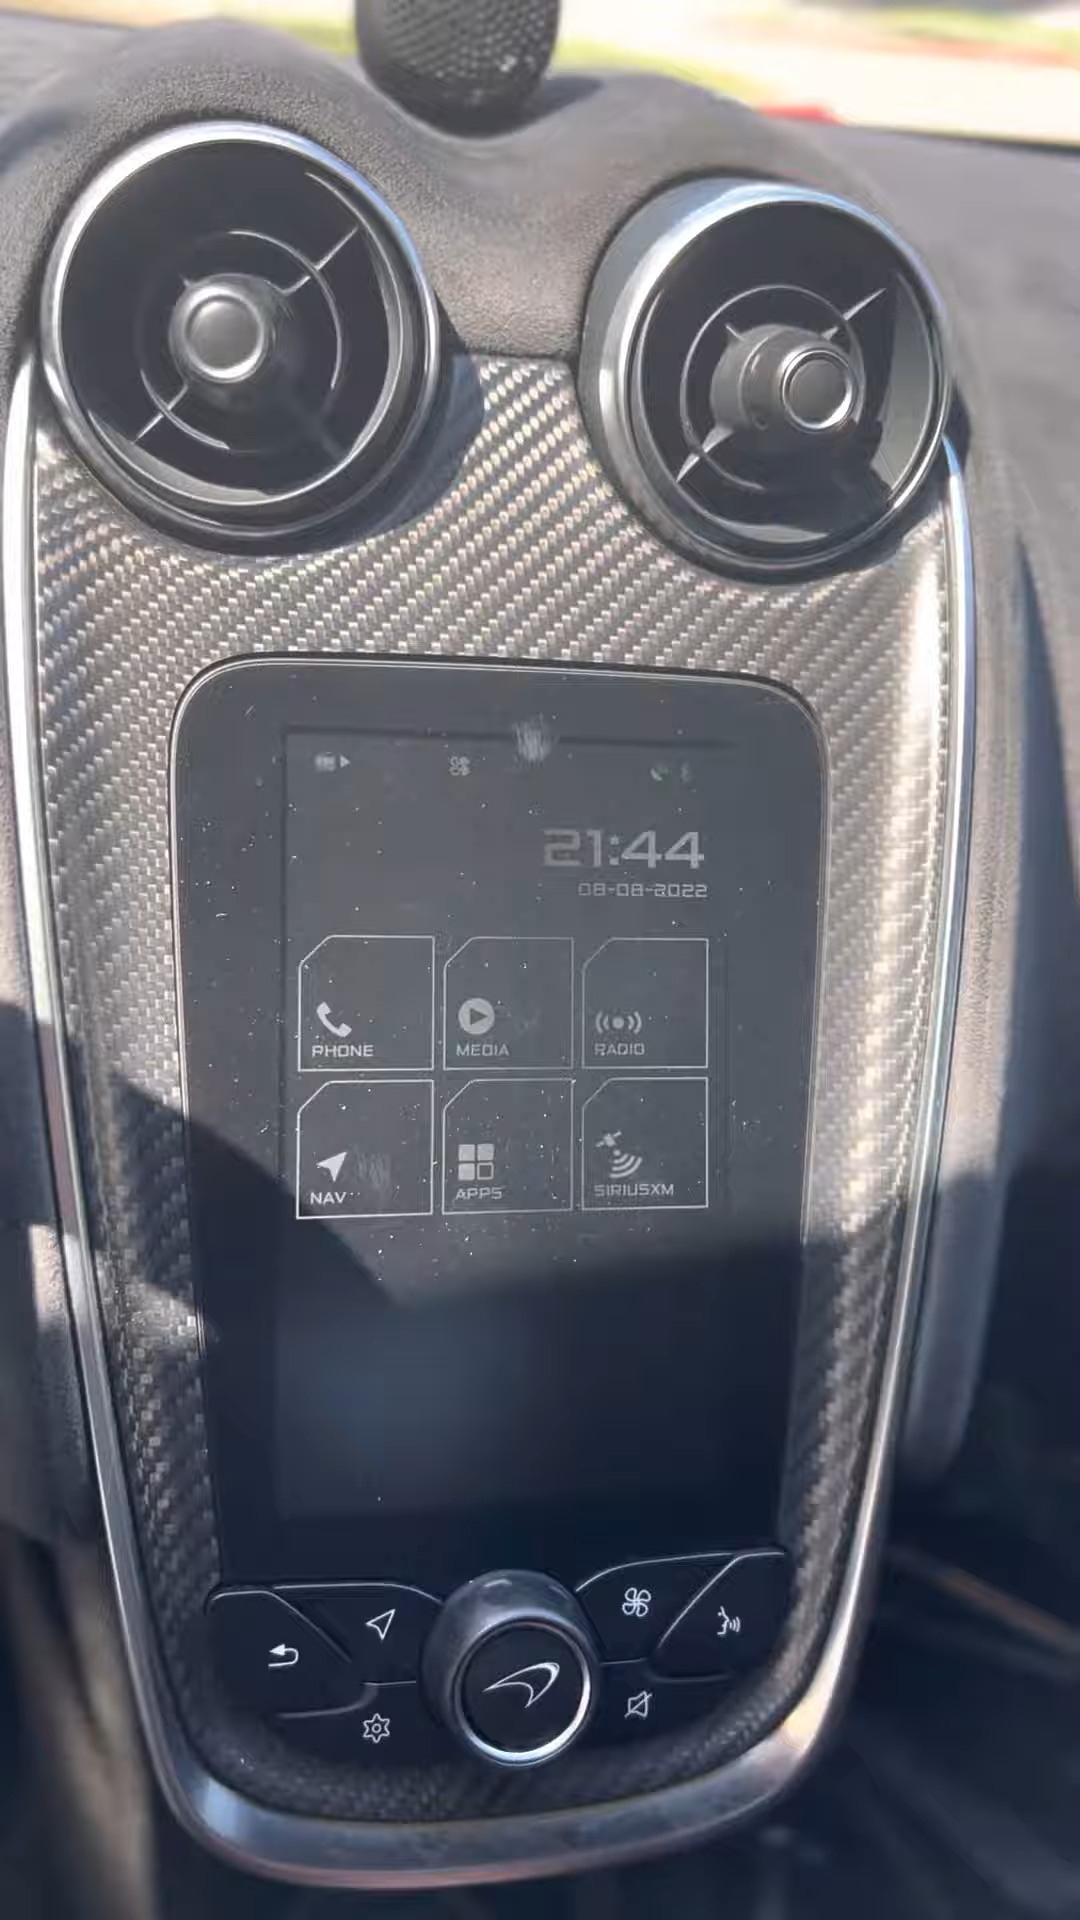 21:44
08-08-2022
PHONE
MEDIA
RADIO
NAV
APPS
SIRIUSXM